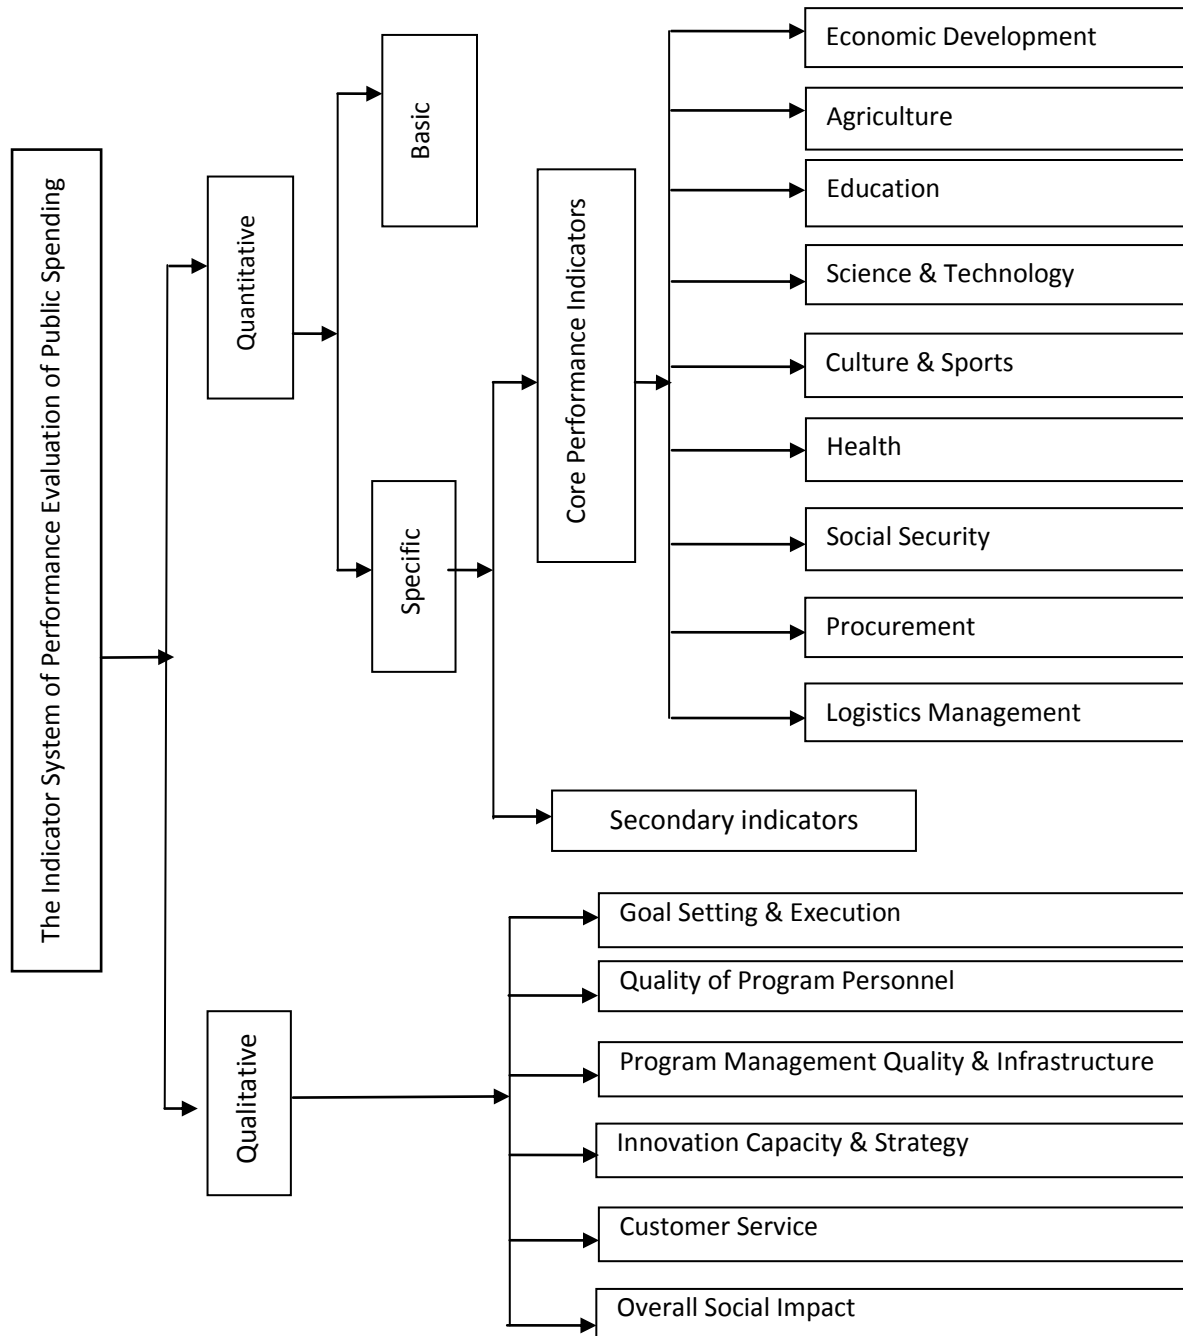 The Indicator System of Performance Evaluation of Public Spending
Quantitative
Basic
Specific
Core Performance Indicators
Economic Development
Agriculture
Education
Science & Technology
Culture & Sports
Health
Social Security
Procurement
Logistics Management
Secondary indicators
Qualitative
Goal Setting & Execution
Quality of Program Personnel
Program Management Quality & Infrastructure
Innovation Capacity & Strategy
Customer Service
Overall Social Impact